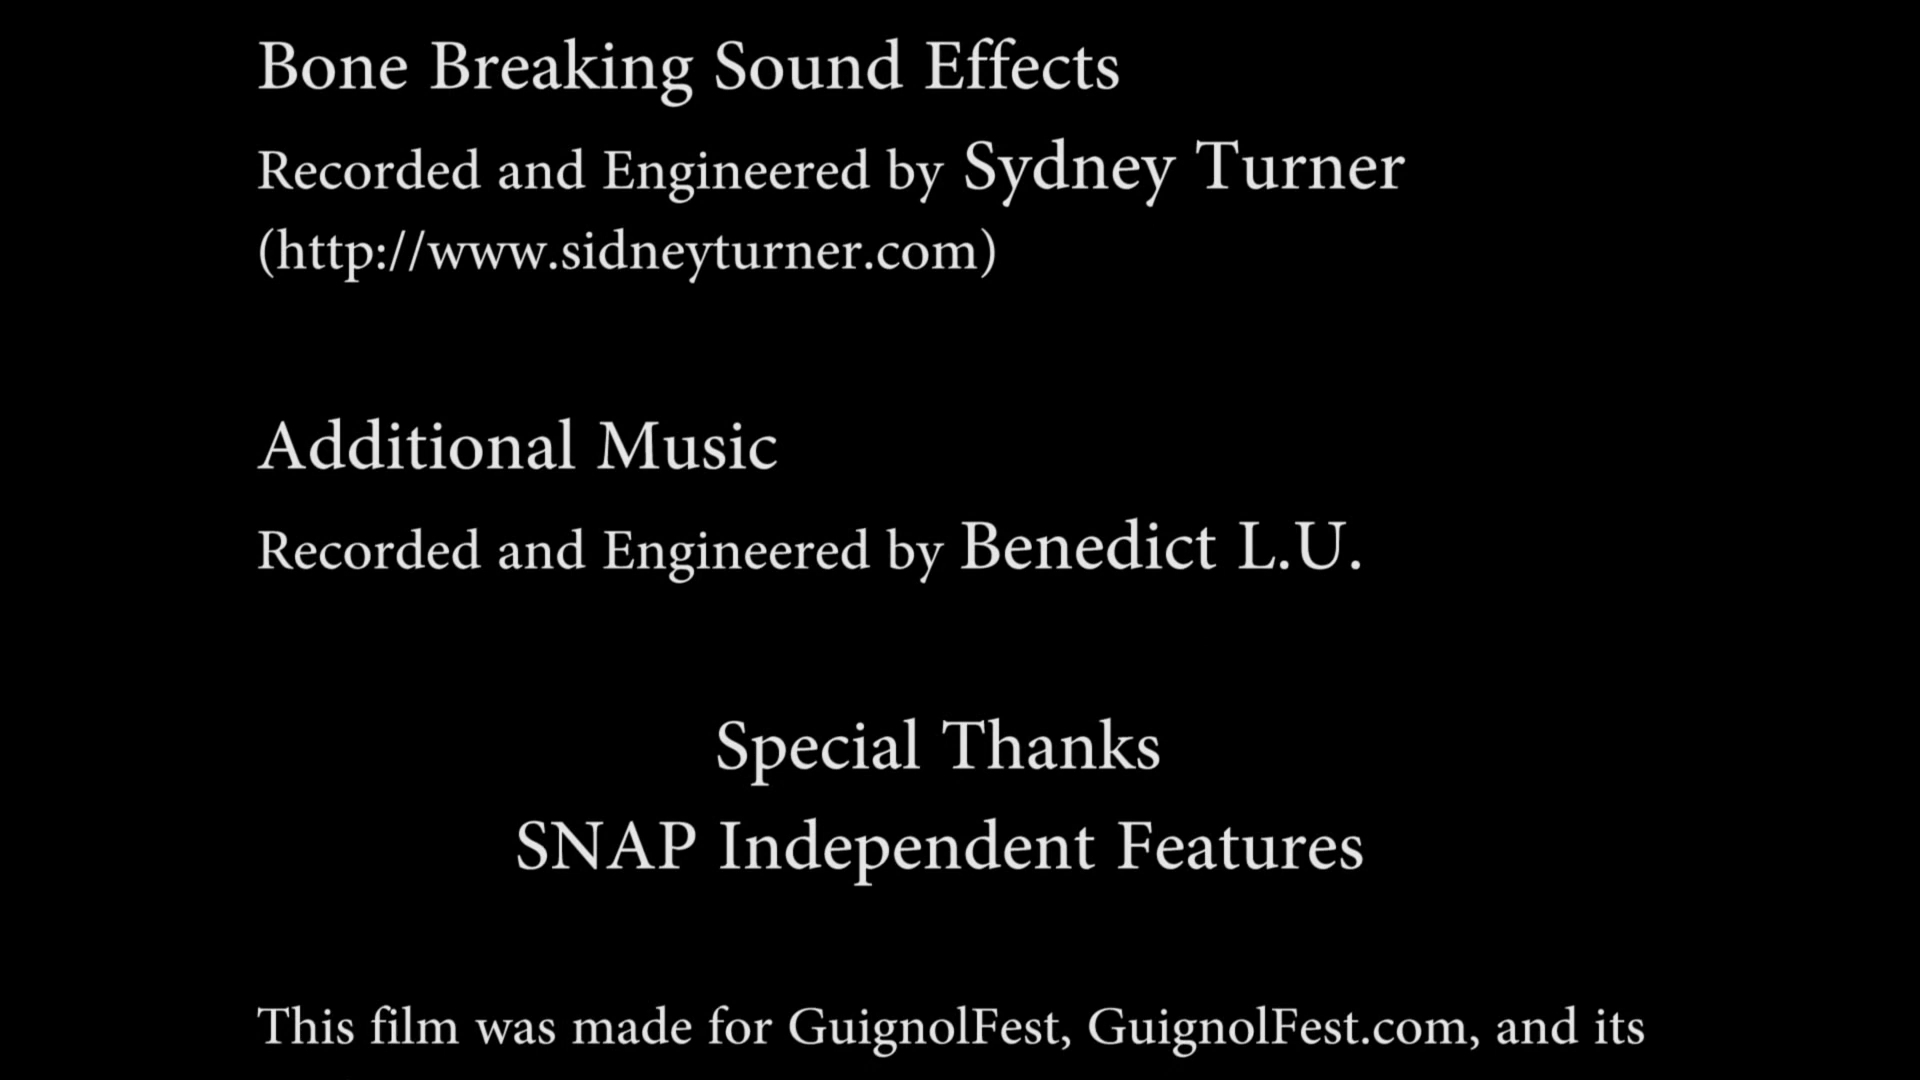 Bone Breaking Sound Effects
Recorded and Engineered by Sydney Turner
(http://www.sidneyturner.com)
Additional Music
Recorded and Engineered by Benedict L.U.
Special Thanks
SNAP Independent Features
This film was made for GuignolFest, GuignolFest.com, and its